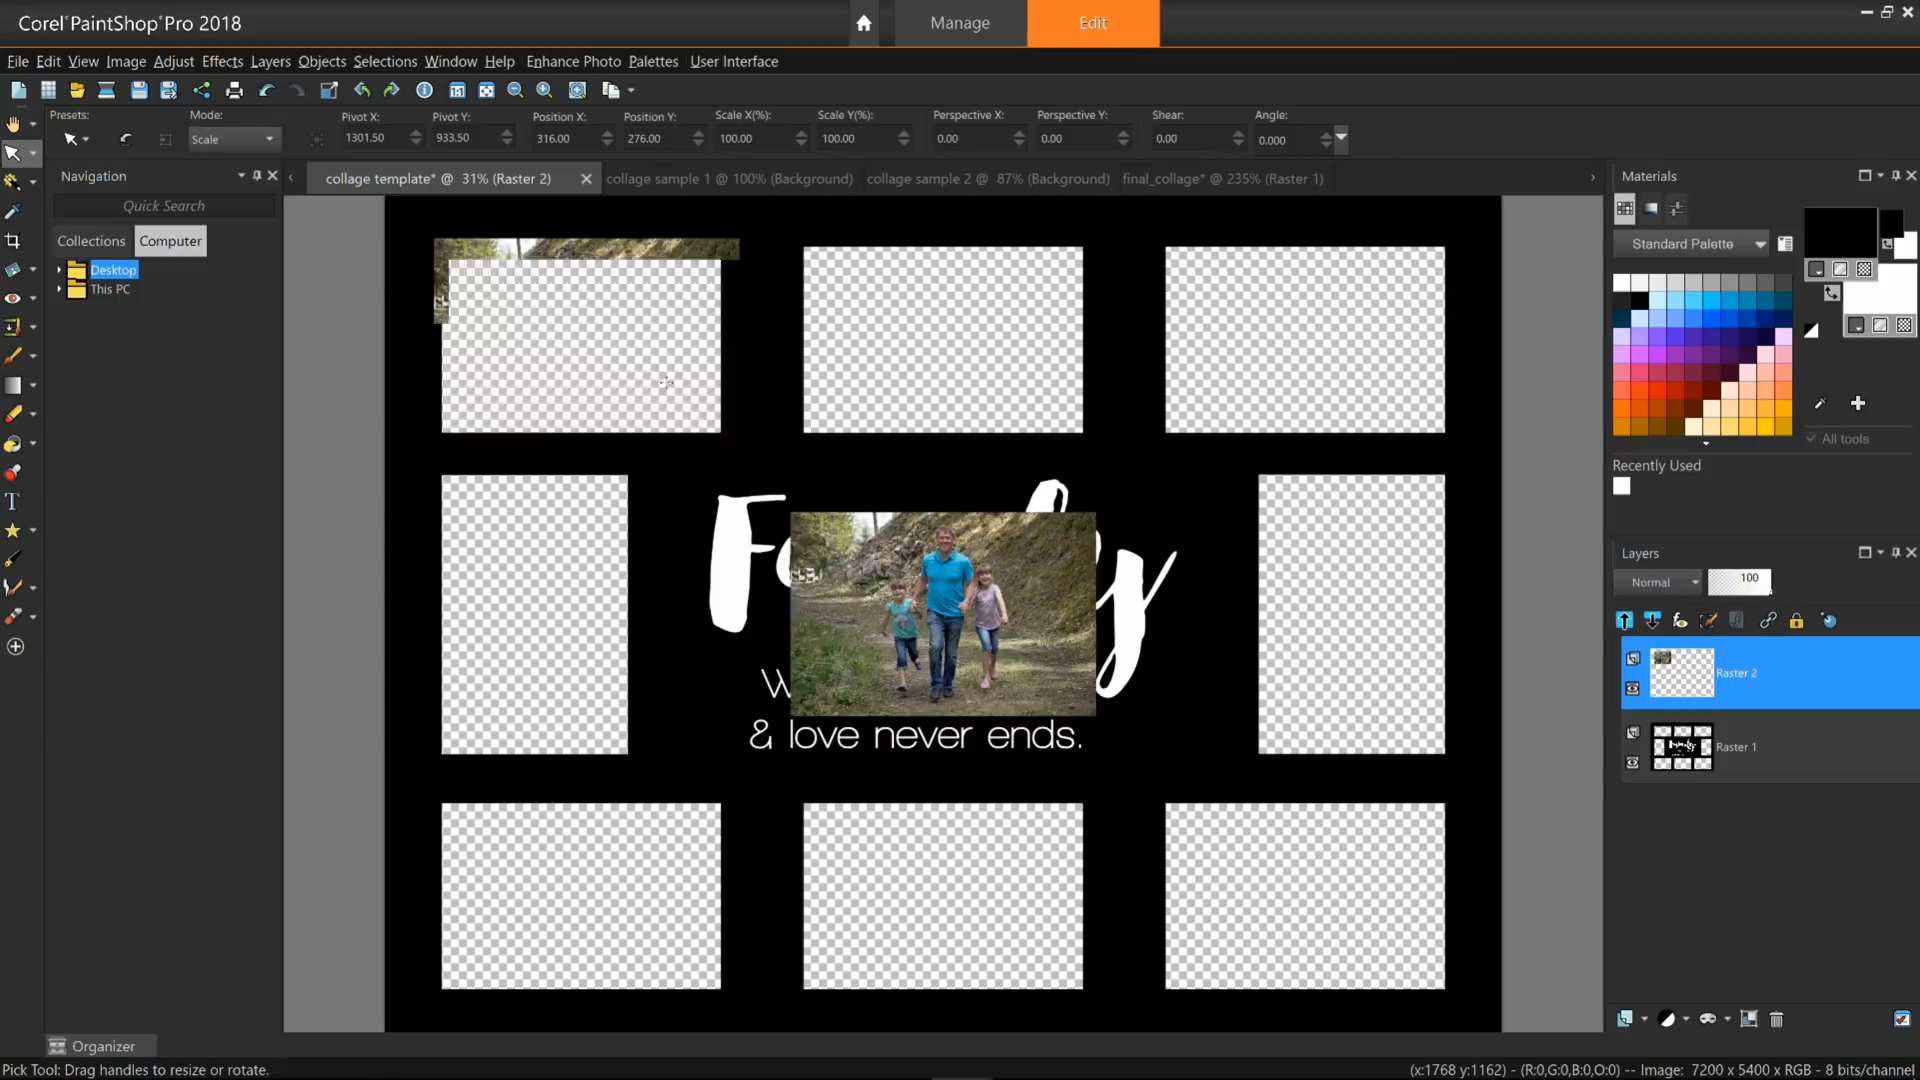 Corel PaintShop Pro 2018
Manage
Edit
File Edit View Image Adjust Effects Layers Objects Selections Window Help Enhance Photo Palettes User Interface
Presets:
Mode:
Pivot X:
Pivot Y:
Position X:
Position Y:
Scale X(%):
Scale Y(%):
Perspective X:
Perspective Y:
Shear:
Angle:
Scale
1301.50
933.50
316.00
276.00
100.00
100.00
0.00
0.00
0.00
0.000
Navigation
collage template* @ 31% (Raster 2)
collage sample 1 @ 100% (Background)
collage sample 2 @ 87% (Background)
final_collage* @ 235% (Raster 1)
Materials
Quick Search
Collections
Computer
Desktop
This PC
Standard Palette
All tools
Recently Used
& love never ends.
Layers
Normal
100
Raster 2
Raster 1
Organizer
Pick Tool: Drag handles to resize or rotate.
(x:1768 y:1162) - (R:0,G:0,B:0,O:0) -- Image: 7200 x 5400 x RGB - 8 bits/channel